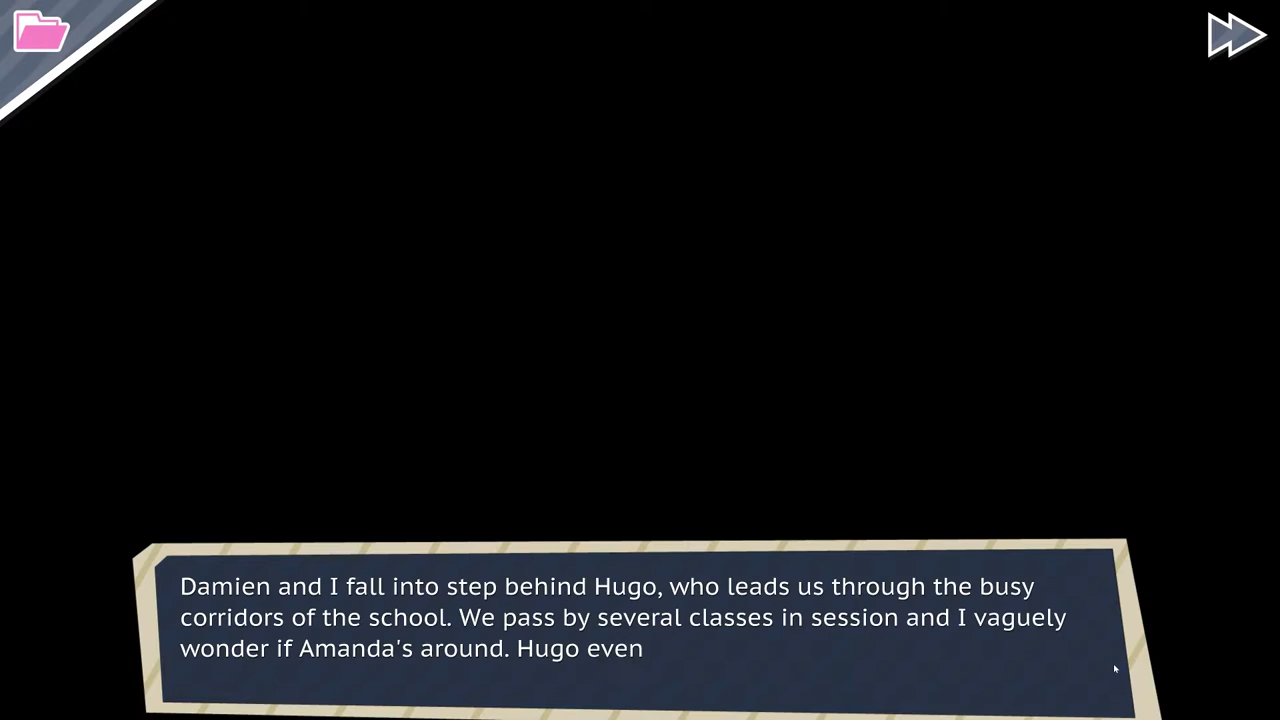 Damien and I fall into step behind Hugo, who leads us through the busy
corridors of the school. We pass by several classes in session and I vaguely
wonder if Amanda's around. Hugo even